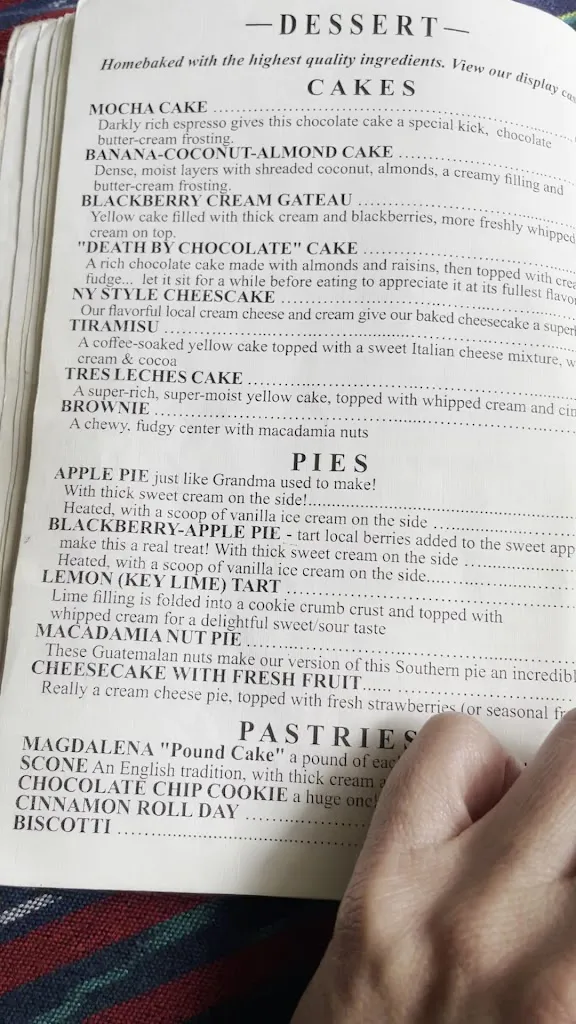 —DESSERT—
Homebaked with the highest quality ingredients. View our display
CAKES
MOCHA CAKE
Darkly rich espresso gives this chocolate cake a special kick, chocolate
butter-cream frosting.
BANANA-COCONUT-ALMOND CAKE
Dense, moist layers with shreaded coconut, almonds, a creamy filling and
butter-cream frosting.
BLACKBERRY CREAM GATEAU
Yellow cake filled with thick cream and blackberries, more freshly whipped
cream on top.
"DEATH BY CHOCOLATE" CAKE
A rich chocolate cake made with almonds and raisins, then topped with
fudge... let it sit for a while before eating to appreciate it at its fullest
NY STYLE CHEESCAKE
Our flavorful local cream cheese and cream give our baked cheesecake a
TIRAMISU
A coffee-soaked yellow cake topped with a sweet Italian cheese mixture,
cream & cocoa
TRES LECHES CAKE
A super-rich, super-moist yellow cake, topped with whipped cream and
BROWNIE
A chewy. fudgy center with macadamia nuts
PIES
APPLE PIE just like Grandma used to make!
With thick sweet cream on the side!
Heated, with a scoop of vanilla ice cream on the side
BLACKBERRY-APPLE PIE - tart local berries added to the sweet
make this a real treat! With thick sweet cream on the side
Heated, with a scoop of vanilla ice cream on the side
LEMON (KEY LIME) TART
Lime filling is folded into a cookie crumb crust and topped with
whipped cream for a delightful sweet/sour taste
MACADAMIA NUT PIE
These Guatemalan nuts make our version of this Southern pie an
CHEESECAKE WITH FRESH FRUIT
Really a cream cheese pie, topped with fresh strawberries (or seasonal
PASTRIES
MAGDALENA "Pound Cake" a pound of
SCONE An English tradition, with thick cream
CHOCOLATE CHIP COOKIE a huge
CINNAMON ROLL DAY
BISCOTTI